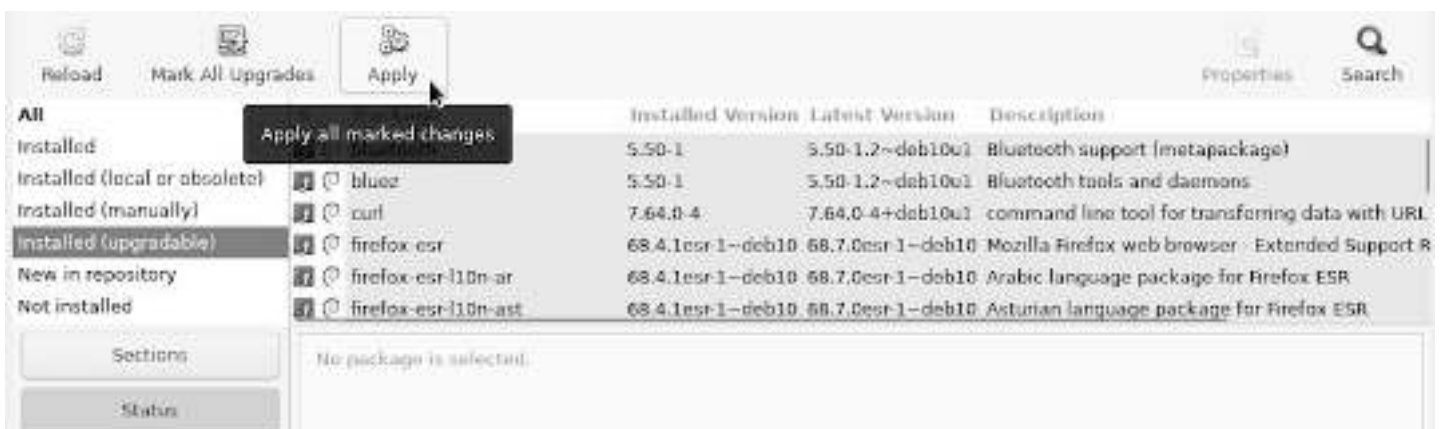 Reload Mark All Upgrades Apply Properties Search
All
Installed Version Latest Version Description
Apply all marked changes
Installed
5.50-1 5.50-1.2~deb10u1 Bluetooth support (metapackage)
Installed (local or obsolete)
bluez 5.50-1 5.50-1.2~deb10u1 Bluetooth tools and daemons
Installed (manually)
curl 7.64.0-4 7.64.0-4+deb10u1 command line tool for transferring data with URL
Installed (upgradable)
firefox-esr 68.4.1esr-1~deb10 68.7.0esr-1~deb10 Mozilla Firefox web browser - Extended Support R
New in repository
firefox-esr-l10n-ar 68.4.1esr-1~deb10 68.7.0esr-1~deb10 Arabic language package for Firefox ESR
Not installed
firefox-esr-l10n-ast 68.4.1esr-1~deb10 68.7.0esr-1~deb10 Asturian language package for Firefox ESR
Sections
No package is selected.
Status